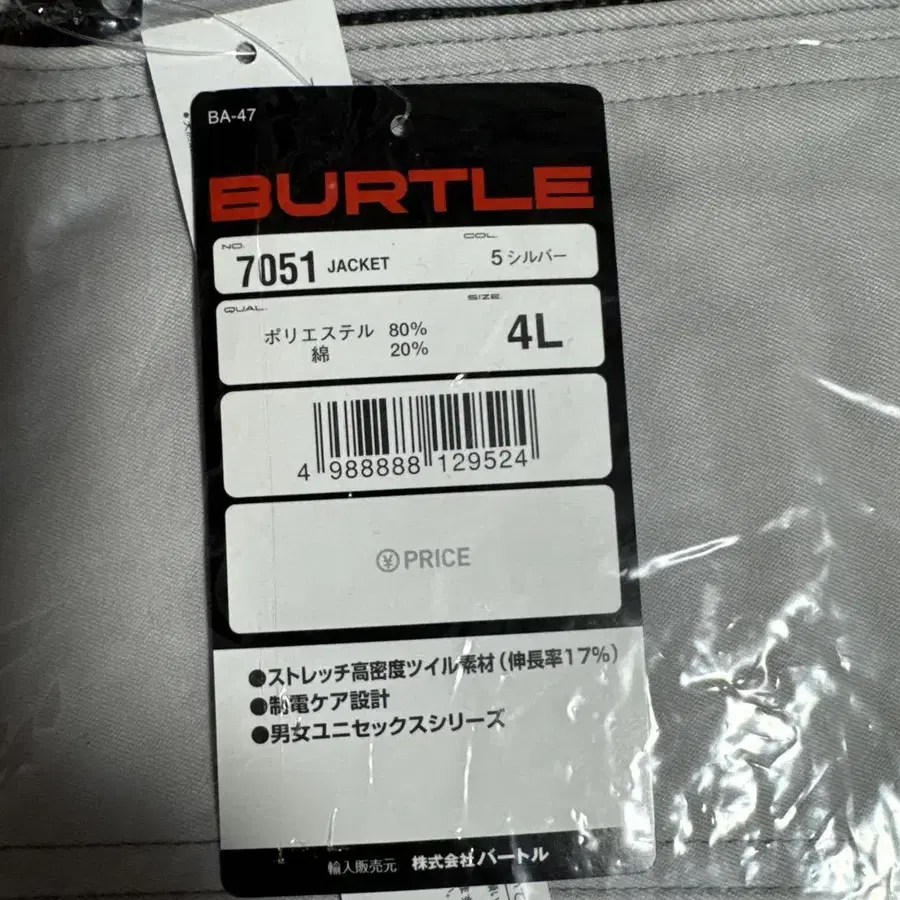 BA-47
BURTLE
NO. COL.
7051 JACKET 5 シルバー
QUAL. SIZE.
ポリエステル 80% 4L
綿 20%
4 988888 129524
¥ PRICE
●ストレッチ高密度ツイル素材(伸長率17%)
●制電ケア設計
●男女ユニセックスシリーズ
輸入販売元 株式会社バートル